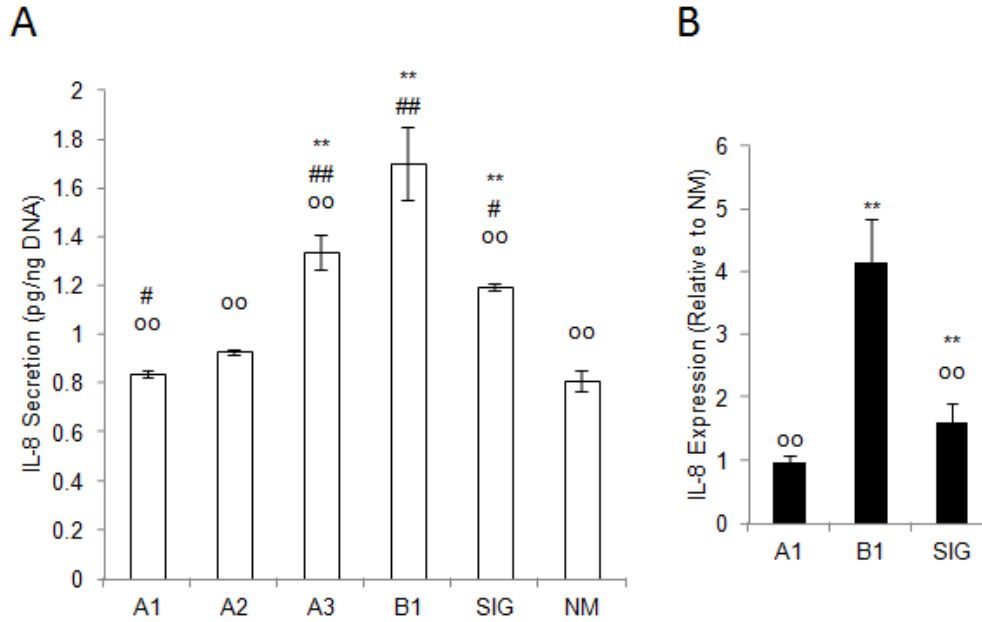 A
IL-8 Secretion (pg/ng DNA)
2
1.8
1.6
1.4
1.2
1
0.8
0.6
0.4
0.2
0
#
oo
oo
**
##
oo
**
##
**
#
oo
oo
A1 A2 A3 B1 SIG NM
B
IL-8 Expression (Relative to NM)
6
5
4
3
2
1
0
oo
**
**
oo
A1 B1 SIG